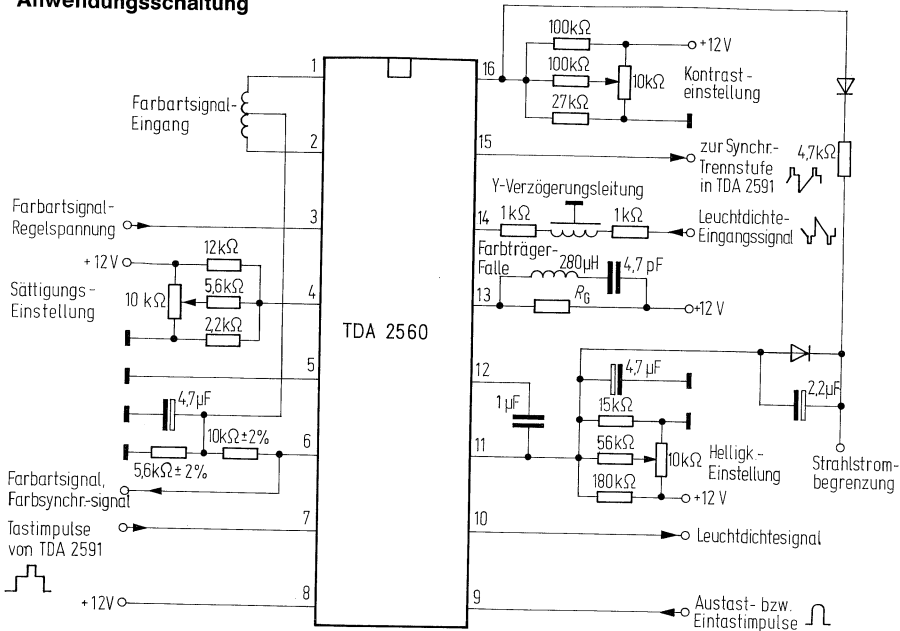 Anwendungsschaltung
1
Farbartsignal-
Eingang
2
Farbartsignal-
Regelspannung
3
+12V
12kΩ
Sättigungs-
Einstellung
10 kΩ
5,6kΩ
4
2,2kΩ
5
4,7µF
10kΩ±2%
6
5,6kΩ±2%
Farbartsignal,
Farbsynchr.-signal
Tastimpulse
von TDA 2591
7
+12V
8
TDA 2560
16
100kΩ
+12V
100kΩ
10kΩ
Kontrast-
einstellung
27kΩ
15
zur Synchr.-
Trennstufe
in TDA 2591
4,7kΩ
Y-Verzögerungsleitung
14
1kΩ
1kΩ
Leuchtdichte-
Eingangssignal
Farbträger-
Falle
280µH
4,7 pF
13
RG
+12 V
12
4,7 µF
2,2µF
1µF
15kΩ
11
56kΩ
10kΩ
Helligk.-
Einstellung
180kΩ
+12 V
Strahlstrom-
begrenzung
10
Leuchtdichtesignal
9
Austast- bzw.
Eintastimpulse